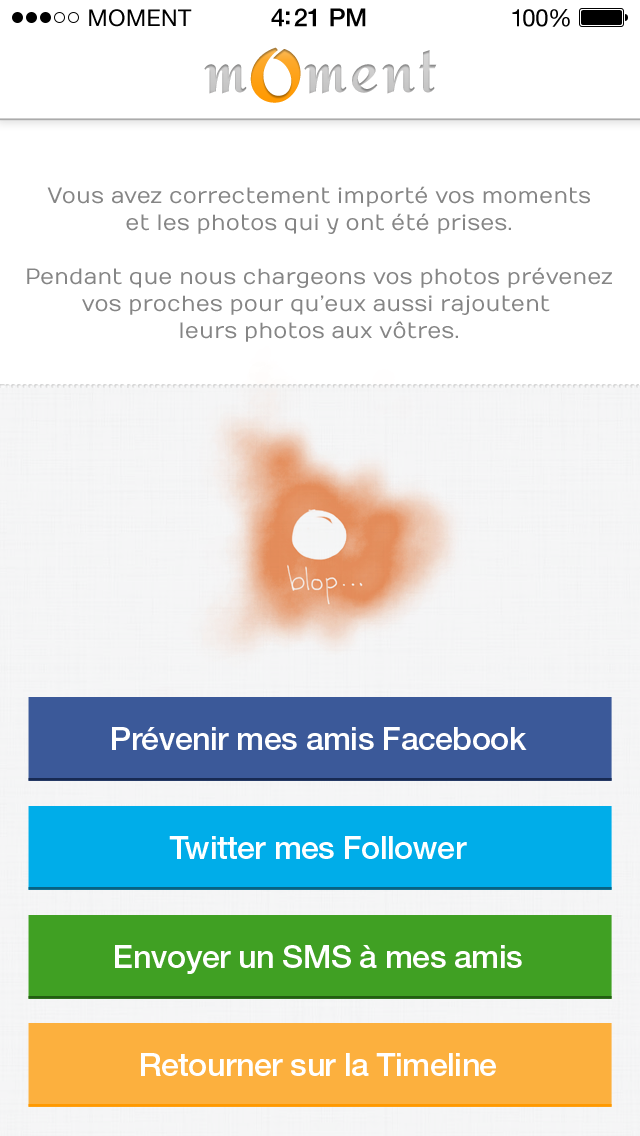 MOMENT 4:21 PM 100%
moment
Vous avez correctement importé vos moments
et les photos qui y ont été prises.
Pendant que nous chargeons vos photos prévenez
vos proches pour qu'eux aussi rajoutent
leurs photos aux vôtres.
blop...
Prévenir mes amis Facebook
Twitter mes Follower
Envoyer un SMS à mes amis
Retourner sur la Timeline